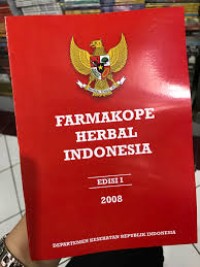 FARMAKOPE
HERBAL
INDONESIA
EDISI I
2008
DEPARTEMEN KESEHATAN REPUBLIK INDONESIA